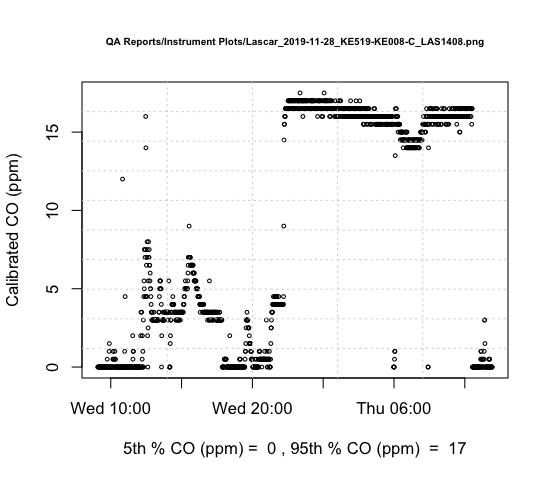 QA Reports/Instrument Plots/Lascar_2019-11-28_KE519-KE008-C_LAS1408.png
Calibrated CO (ppm)
15
10
5
0
Wed 10:00 Wed 20:00 Thu 06:00
5th % CO (ppm) = 0 , 95th % CO (ppm) = 17